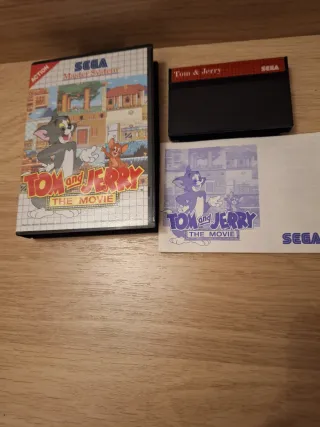 ACTION
SEGA
Master System
TOM and JERRY
THE MOVIE
Tom & Jerry
SEGA
TOM and JERRY
THE MOVIE
SEGA